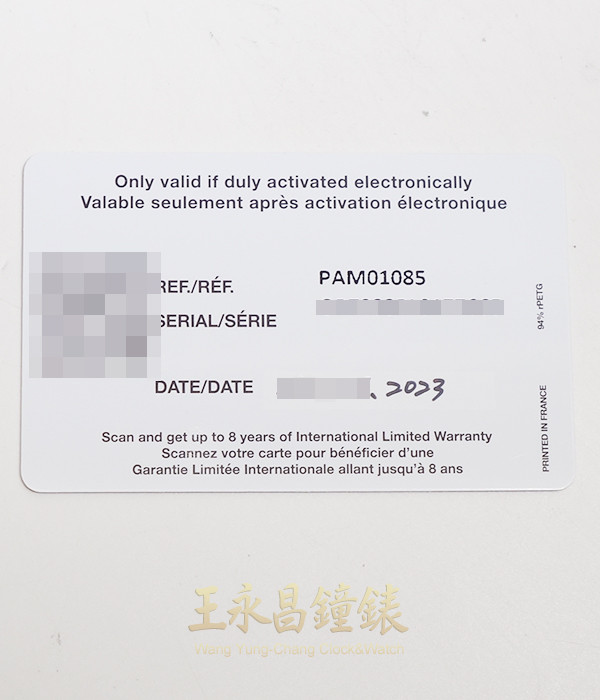 Only valid if duly activated electronically
Valable seulement après activation électronique
REF./RÉF. PAM01085
SERIAL/SÉRIE
DATE/DATE , 2023
Scan and get up to 8 years of International Limited Warranty
Scannez votre carte pour bénéficier d'une
Garantie Limitée Internationale allant jusqu'à 8 ans
94% rPETG
PRINTED IN FRANCE
王永昌鐘錶
Wang Yung-Chang Clock&Watch